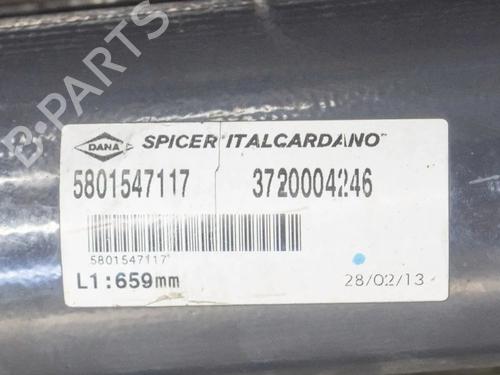 B-PARTS
DANA SPICER ITALCARDANO
5801547117 3720004246
5801547117
L1:659mm 28/02/13